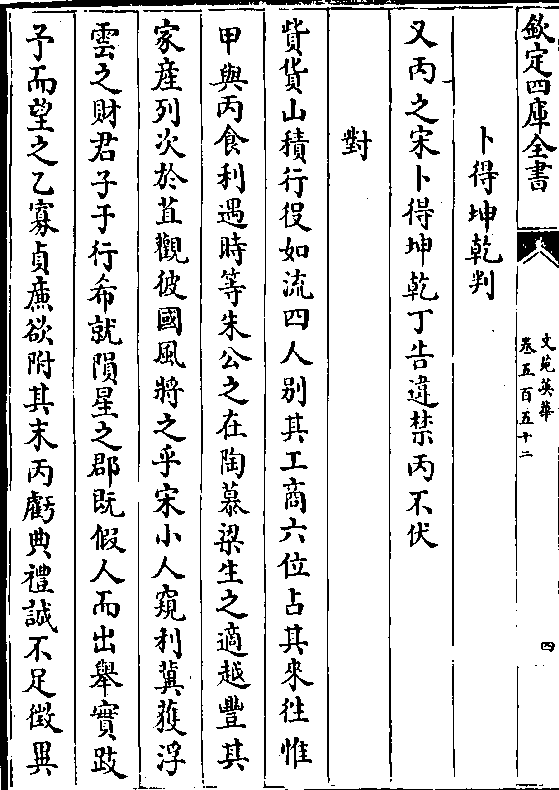 欽定四庫全書
文苑英華
卷五百五十二
四
卜得坤乾判
又丙之宋卜得坤乾丁告違禁丙不伏
對
貲貨山積行役如流四人别其工商六位占其來往惟
甲與丙食利遇時等朱公之在陶慕梁生之適越豐其
家產列次於苴觀彼國風將之乎宋小人窺利冀獲浮
雲之財君子于行希就隕星之郡既假人而出舉實跂
予而望之乙寡貞㢘欲附其末丙虧典禮誠不足徵異